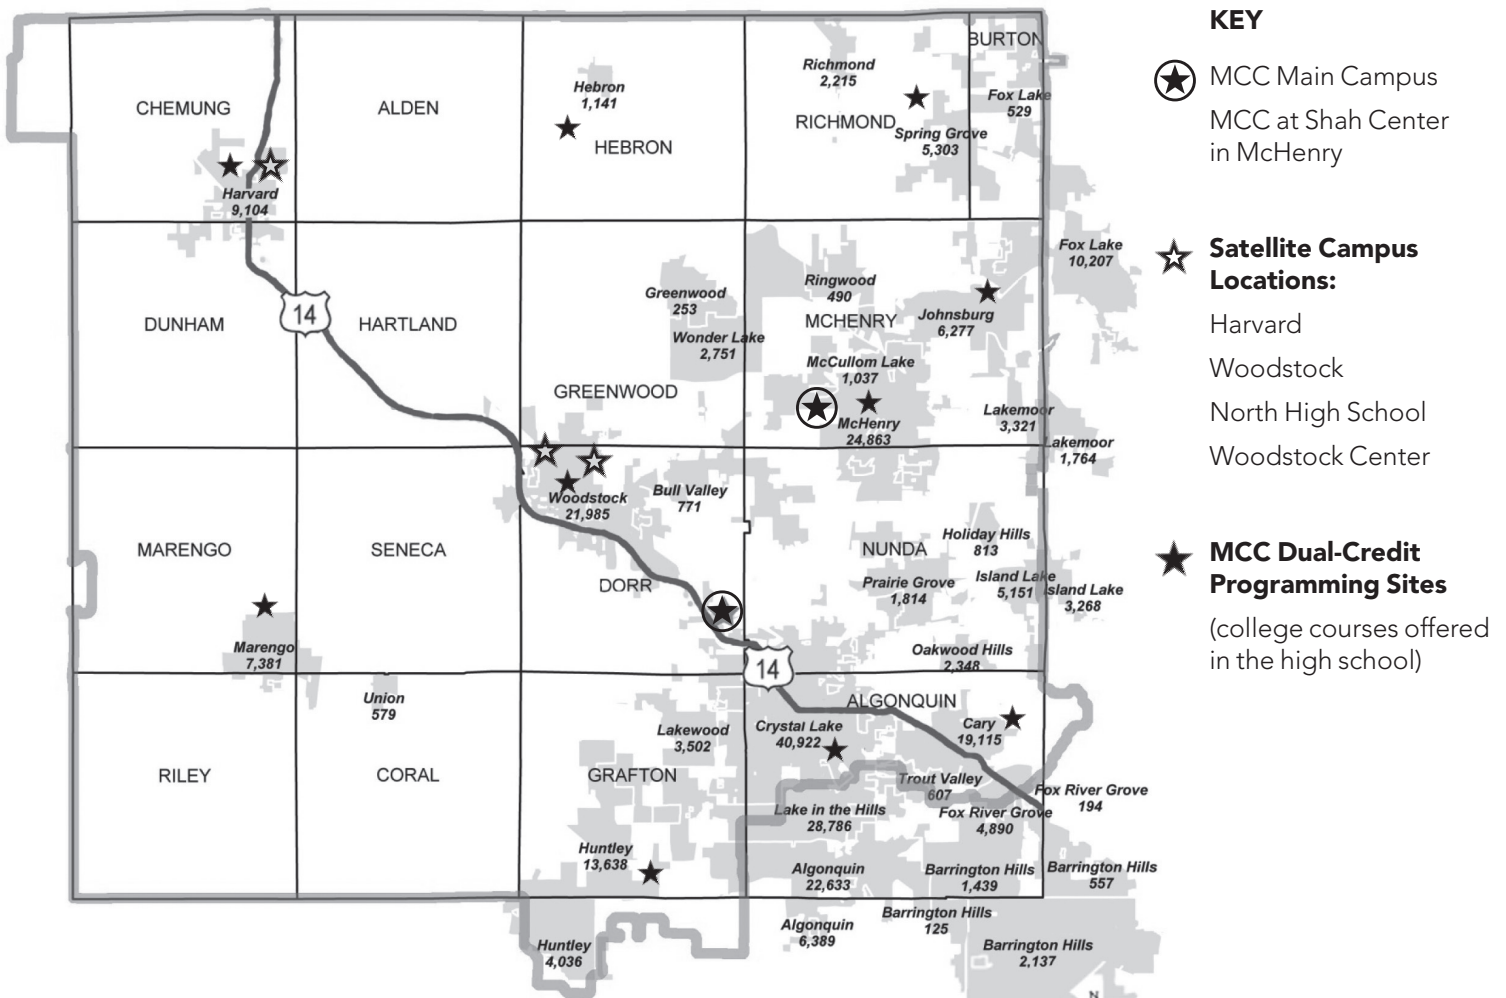 KEY
MCC Main Campus
MCC at Shah Center
in McHenry
Satellite Campus
Locations:
Harvard
Woodstock
North High School
Woodstock Center
MCC Dual-Credit
Programming Sites
(college courses offered
in the high school)
BURTON
CHEMUNG
ALDEN
Hebron
1,141
HEBRON
Richmond
2,215
RICHMOND
Spring Grove
5,303
Fox Lake
529
Harvard
9,104
Fox Lake
10,207
14
DUNHAM
HARTLAND
Greenwood
253
Wonder Lake
2,751
GREENWOOD
Ringwood
490
MCHENRY
Johnsburg
6,277
McCullom Lake
1,037
McHenry
24,863
Lakemoor
3,321
Lakemoor
1,764
MARENGO
SENECA
Woodstock
21,985
Bull Valley
771
DORR
NUNDA
Holiday Hills
813
Prairie Grove
1,814
Island Lake
5,151
Island Lake
3,268
Oakwood Hills
2,348
Marengo
7,381
Union
579
14
ALGONQUIN
RILEY
CORAL
GRAFTON
Lakewood
3,502
Crystal Lake
40,922
Cary
19,115
Trout Valley
607
Fox River Grove
194
Fox River Grove
4,890
Lake in the Hills
28,786
Huntley
13,638
Algonquin
22,633
Barrington Hills
1,439
Barrington Hills
557
Huntley
4,036
Algonquin
6,389
Barrington Hills
125
Barrington Hills
2,137
N